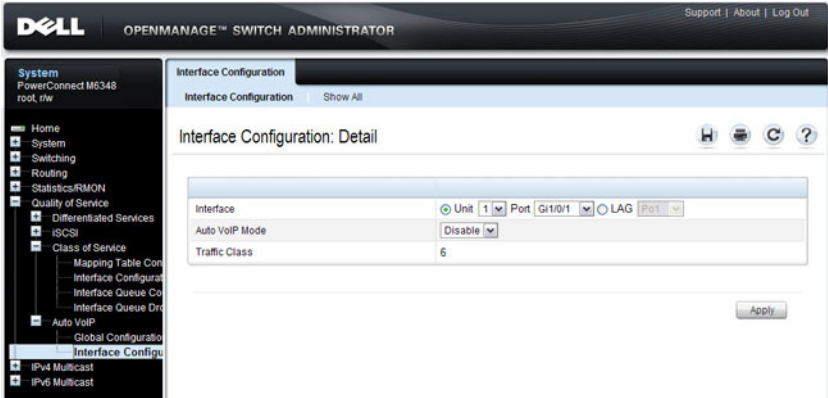 Support | About | Log Out
DELL OPENMANAGE™ SWITCH ADMINISTRATOR
System
PowerConnect M6348
root, r/w
Home
System
Switching
Routing
Statistics/RMON
Quality of Service
Differentiated Services
iSCSI
Class of Service
Mapping Table Con
Interface Configurat
Interface Queue Co
Interface Queue Dro
Auto VoIP
Global Configuratio
Interface Configu
IPv4 Multicast
IPv6 Multicast
Interface Configuration
Interface Configuration Show All
Interface Configuration: Detail
Interface Unit 1 Port Gi1/0/1 LAG Po1
Auto VoIP Mode Disable
Traffic Class 6
Apply